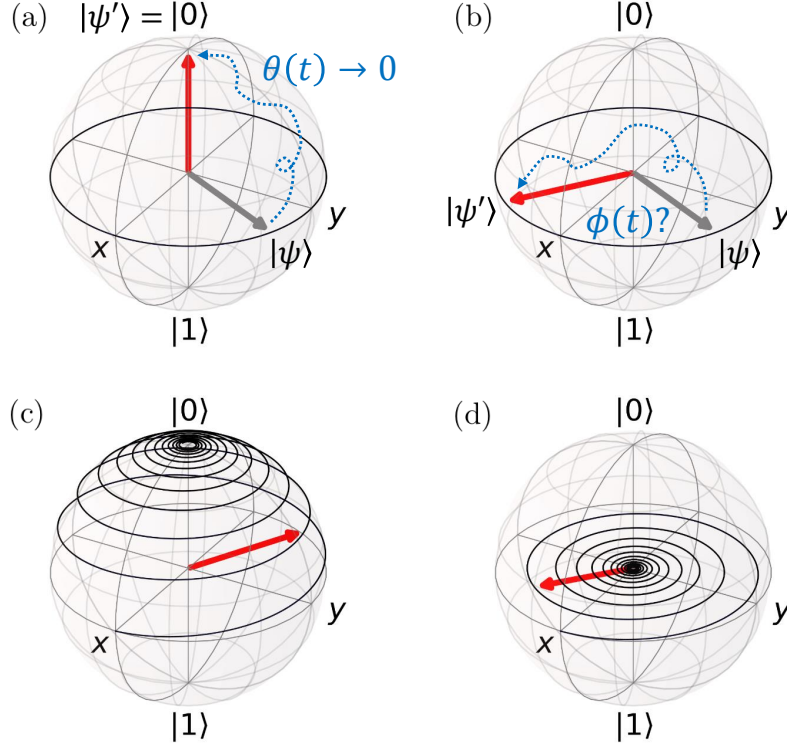 (a)
|ψ′⟩ = |0⟩
θ(t) → 0
x
y
|ψ⟩
|1⟩
(b)
|0⟩
|ψ′⟩
ϕ(t)?
x
y
|ψ⟩
|1⟩
(c)
|0⟩
x
y
|1⟩
(d)
|0⟩
x
y
|1⟩